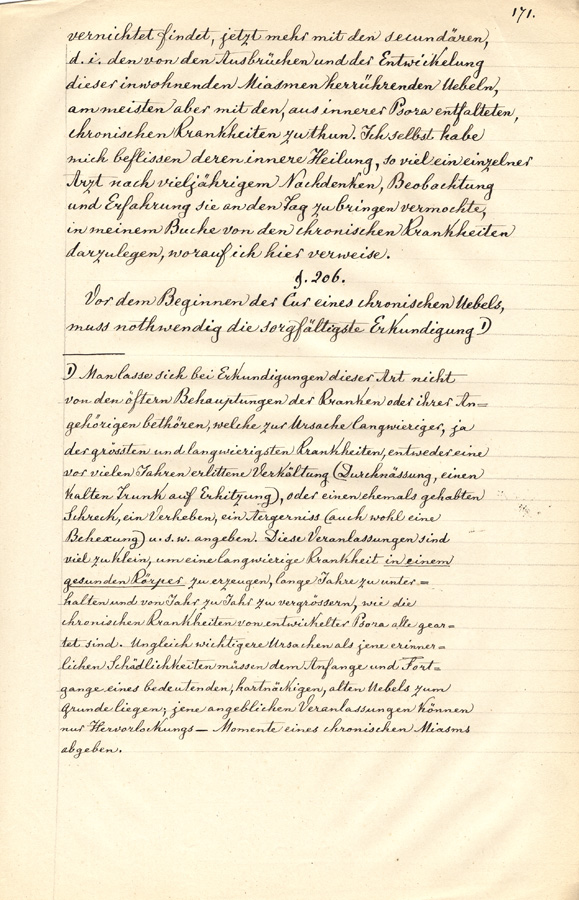 171.
vernichtet findet, jetzt mehr mit den secundären,
d. i. den von den Ausbrüchen und der Entwickelung
dieser inwohnenden Miasmen herrührenden Uebeln,
am meisten aber mit den, aus innerer Psora entfalteten,
chronischen Krankheiten zu thun. Ich selbst habe
mich beflissen deren innere Heilung, so viel ein einzelner
Arzt nach vieljährigem Nachdenken, Beobachtung
und Erfahrung sie an den Tag zu bringen vermochte,
in meinem Buche von den chronischen Krankheiten
darzulegen, worauf ich hier verweise.
§. 206.
Vor dem Beginnen der Cur eines chronischen Uebels,
muss nothwendig die sorgfältigste Erkundigung 1)
1) Man lasse sich bei Erkundigungen dieser Art nicht
von den öftern Behauptungen der Kranken oder ihrer An=
gehörigen bethören, welche zur Ursache langwieriger, ja
der grössten und langwierigsten Krankheiten, entweder eine
vor vielen Jahren erlittene Verkältung (Durchnässung, einen
kalten Trunk auf Erhitzung), oder einen ehemals gehabten
Schreck, ein Verheben, ein Aergerniss (auch wohl eine
Behexung) u. s. w. angeben. Diese Veranlassungen sind
viel zu klein, um eine langwierige Krankheit in einem
gesunden Körper zu erzeugen, lange Jahre zu unter=
halten und von Jahr zu Jahr zu vergrössern, wie die
chronischen Krankheiten von entwickelter Psora alle gear=
tet sind. Ungleich wichtigere Ursachen als jene erinner=
lichen Schädlichkeiten müssen dem Anfange und Fort=
gange eines bedeutenden, hartnäckigen, alten Uebels zum
Grunde liegen; jene angeblichen Veranlassungen können
nur Hervorlockungs — Momente eines chronischen Miasms
abgeben.